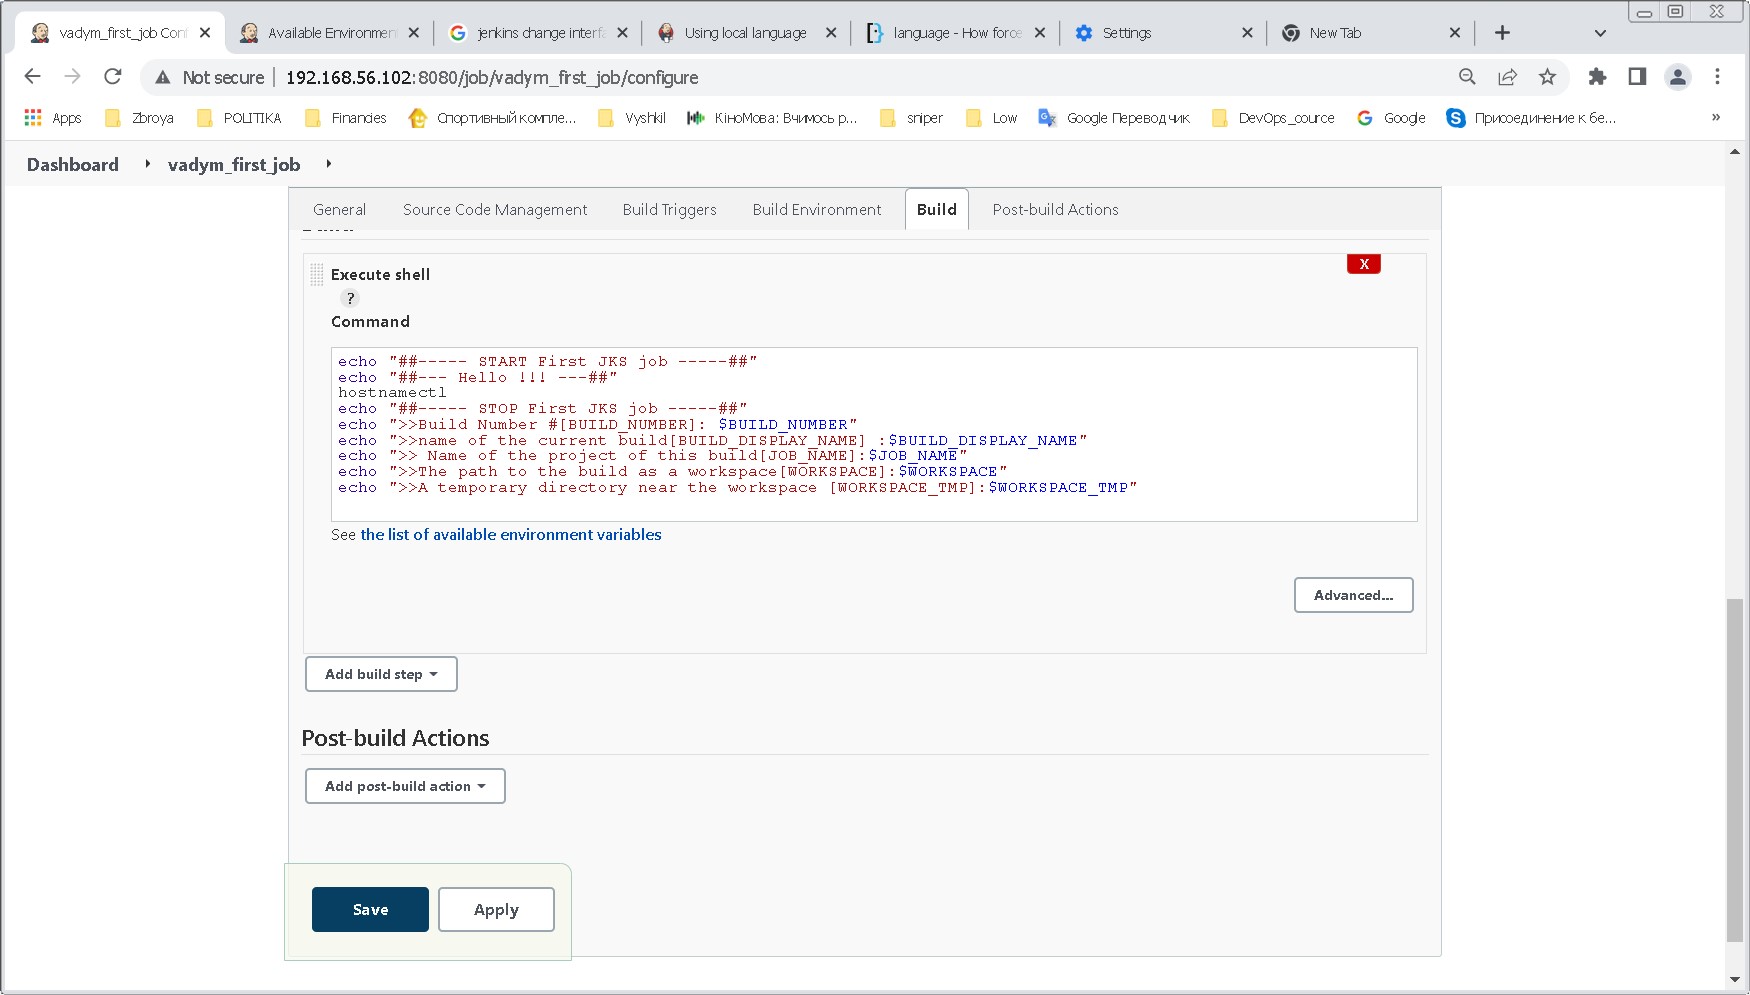 vadym_first_job Conf
Available Environmen
jenkins change interfa
Using local language
language - How force
Settings
New Tab
Not secure
192.168.56.102:8080/job/vadym_frst_job/configure
Apps
Zbroya
POLITIKA
Financies
Спортивный компле...
Vyshkil
КіноМова: Вчимось р...
sniper
Low
Google Переводчик
DevOps_cource
Google
Присоединение к бе...
»
Dashboard
vadym_first_job
General
Source Code Management
Build Triggers
Build Environment
Build
Post-build Actions
Execute shell
X
?
Command
echo "##----- START First JKS job -----##"
echo "##--- Hello !!! ---##"
hostnamectl
echo "##----- STOP First JKS job -----##"
echo ">>Build Number #[BUILD_NUMBER]: $BUILD_NUMBER"
echo ">>name of the current build[BUILD_DISPLAY_NAME] :$BUILD_DISPLAY_NAME"
echo ">> Name of the project of this build[JOB_NAME]:$JOB_NAME"
echo ">>The path to the build as a workspace[WORKSPACE]:$WORKSPACE"
echo ">>A temporary directory near the workspace [WORKSPACE_TMP]:$WORKSPACE_TMP"
See the list of available environment variables
Advanced...
Add build step
Post-build Actions
Add post-build action
Save
Apply